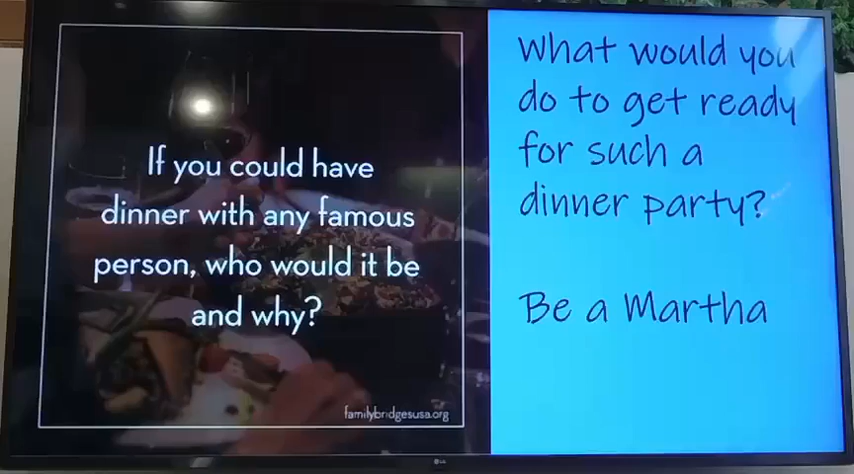 If you could have
dinner with any famous
person, who would it be
and why?
familybridgesusa.org
What would you
do to get ready
for such a
dinner party?
Be a Martha
LG